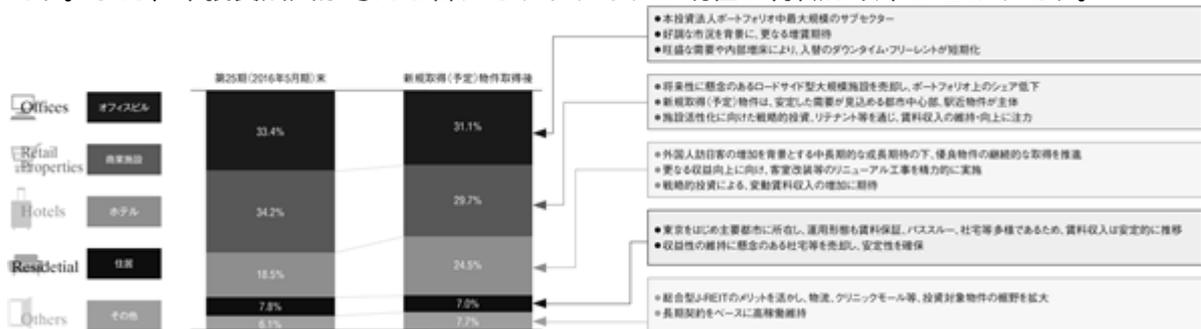 ●本投資法人ポートフォリオ中最大規模のサブセクター
●好調な市況を背景に、更なる増賃期待
●旺盛な需要や内部増床により、入替のダウンタイム・フリーレントが短期化
第25期(2016年5月期)末
新規取得(予定)物件取得後
●将来性に懸念のあるロードサイド型大規模施設を売却し、ポートフォリオ上のシェア低下
●新規取得(予定)物件は、安定した需要が見込める都市中心部、駅近物件が主体
●施設活性化に向けた戦略的投資、リテナント等を通じ、賃料収入の維持・向上に注力
Offices
オフィスビル
33.4%
31.1%
Retail
Properties
商業施設
●外国人訪日客の増加を背景とする中長期的な成長期待の下、優良物件の継続的な取得を推進
●更なる収益向上に向け、客室改装等のリニューアル工事を精力的に実施
●戦略的投資による、変動賃料収入の増加に期待
34.2%
29.7%
Hotels
ホテル
●東京をはじめ主要都市に所在し、運用形態も賃料保証、パススルー、社宅等多様であるため、賃料収入は安定的に推移
●収益性の維持に懸念のある社宅等を売却し、安定性を確保
Residetial
住居
18.5%
24.5%
7.8%
7.0%
●総合型J-REITのメリットを活かし、物流、クリニックモール等、投資対象物件の裾野を拡大
●長期契約をベースに高稼働維持
Others
その他
6.1%
7.7%